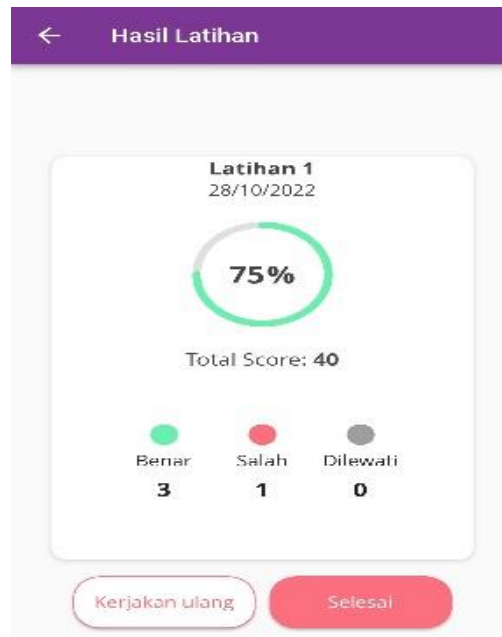 Hasil Latihan
Latihan 1
28/10/2022
75%
Total Score: 40
Benar Salah Dilewati
3 1 0
Kerjakan ulang Selesai